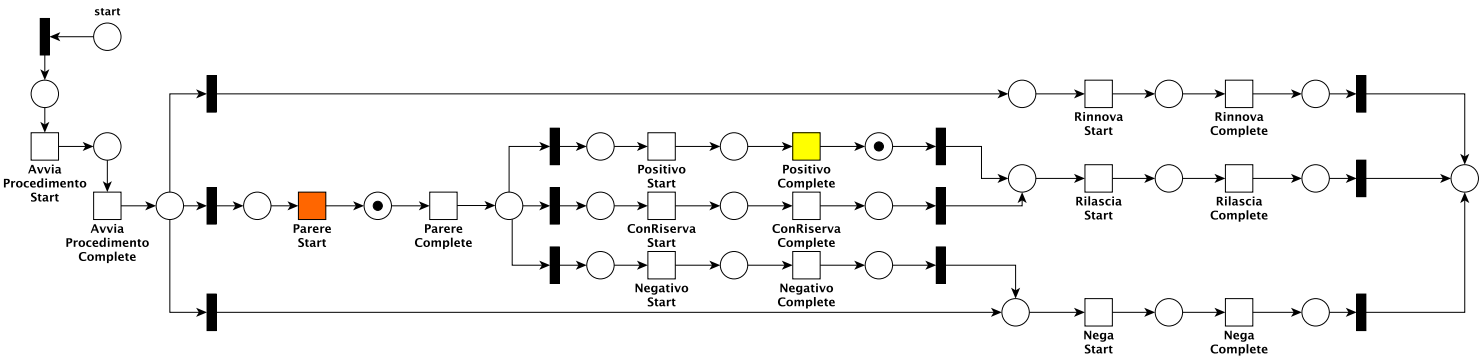 start
Avvia
Procedimento
Start
Avvia
Procedimento
Complete
Parere
Start
Parere
Complete
Positivo
Start
Positivo
Complete
ConRiserva
Start
ConRiserva
Complete
Negativo
Start
Negativo
Complete
Rinnova
Start
Rinnova
Complete
Rilascia
Start
Rilascia
Complete
Nega
Start
Nega
Complete